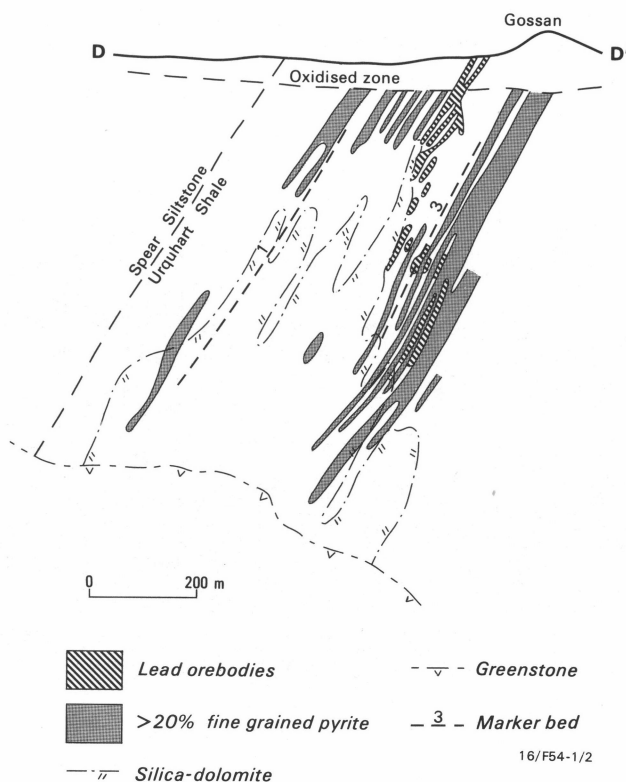 Gossan
D
D'
Oxidised zone
Spear Siltstone
Urquhart Shale
1
3
0
200 m
Lead orebodies
Greenstone
>20% fine grained pyrite
3
Marker bed
Silica-dolomite
16/F54-1/2